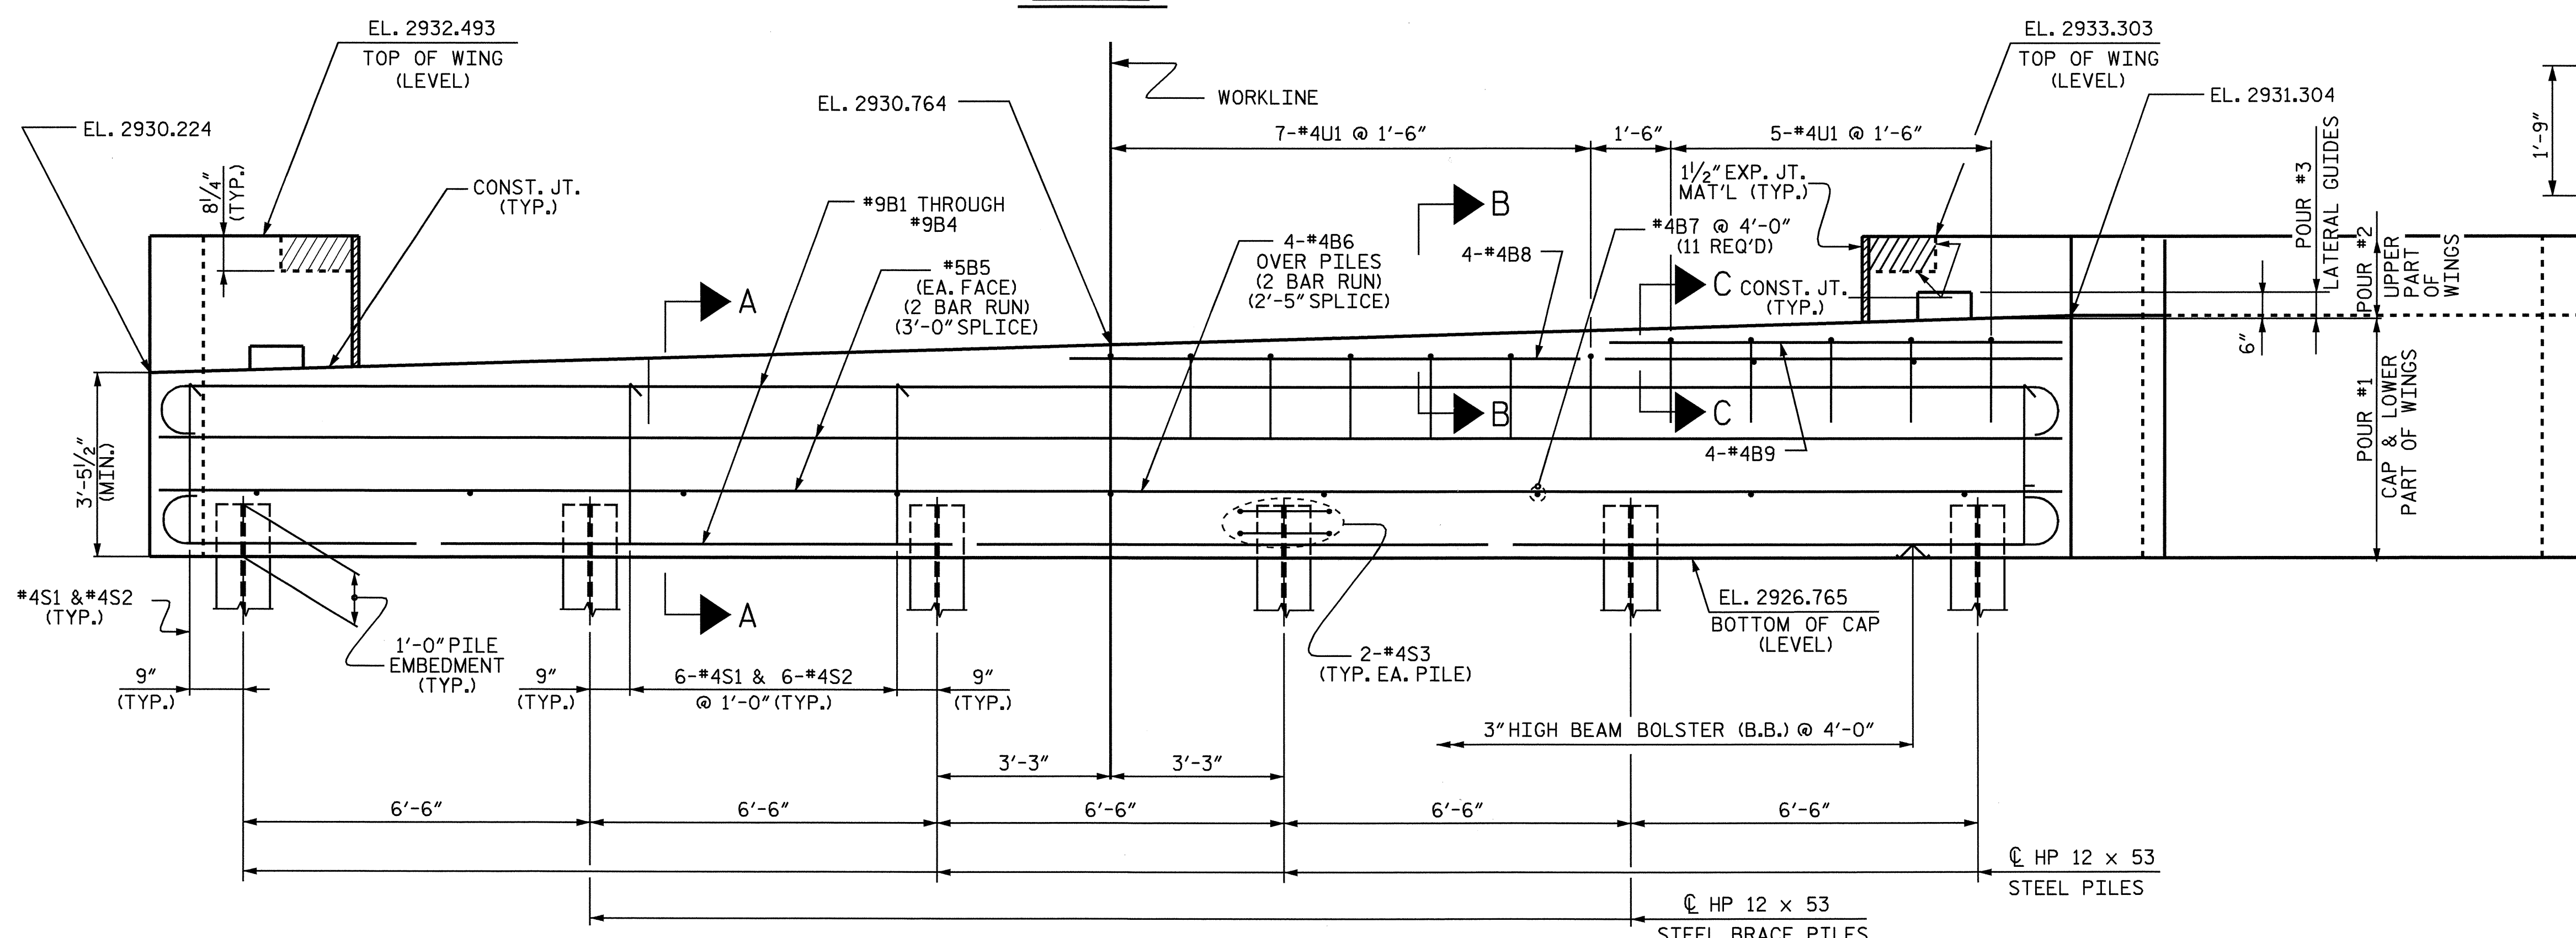 EL. 2932.493
TOP OF WING
(LEVEL)
EL. 2930.224
8 1/4"
(TYP.)
CONST. JT.
(TYP.)
#9B1 THROUGH
#9B4
#5B5
(EA. FACE)
(2 BAR RUN)
(3'-0" SPLICE)
A
EL. 2930.764
WORKLINE
7-#4U1 @ 1'-6"
1'-6"
5-#4U1 @ 1'-6"
4-#4B6
OVER PILES
(2 BAR RUN)
(2'-5" SPLICE)
B
4-#4B8
#4B7 @ 4'-0"
(11 REQ'D)
1 1/2" EXP. JT.
MAT'L (TYP.)
C
CONST. JT.
(TYP.)
EL. 2933.303
TOP OF WING
(LEVEL)
EL. 2931.304
POUR #3
LATERAL GUIDES
POUR #2
UPPER
PART
OF
WINGS
1'-9"
6"
POUR #1
CAP & LOWER
PART OF WINGS
B
C
4-#4B9
3'-5 1/2"
(MIN.)
#4S1 & #4S2
(TYP.)
1'-0" PILE
EMBEDMENT
(TYP.)
A
9"
(TYP.)
9"
(TYP.)
6-#4S1 & 6-#4S2
@ 1'-0" (TYP.)
9"
(TYP.)
2-#4S3
(TYP. EA. PILE)
EL. 2926.765
BOTTOM OF CAP
(LEVEL)
3" HIGH BEAM BOLSTER (B.B.) @ 4'-0"
3'-3"
3'-3"
6'-6"
6'-6"
6'-6"
6'-6"
6'-6"
℄ HP 12 x 53
STEEL PILES
℄ HP 12 x 53
STEEL BRACE PILES